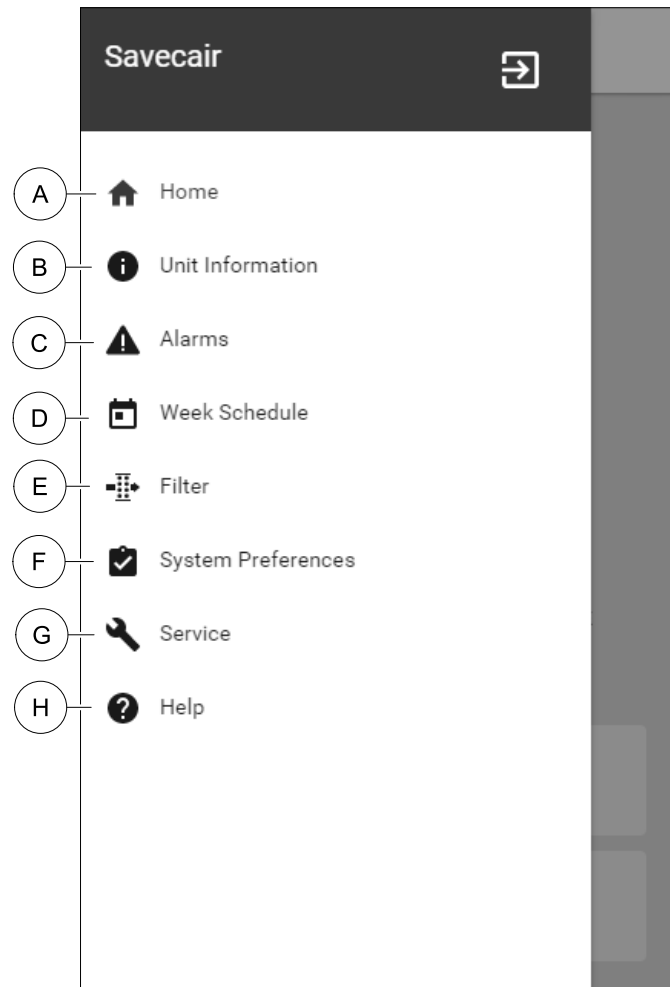 Savecair
A Home
B Unit Information
C Alarms
D Week Schedule
E Filter
F System Preferences
G Service
H Help